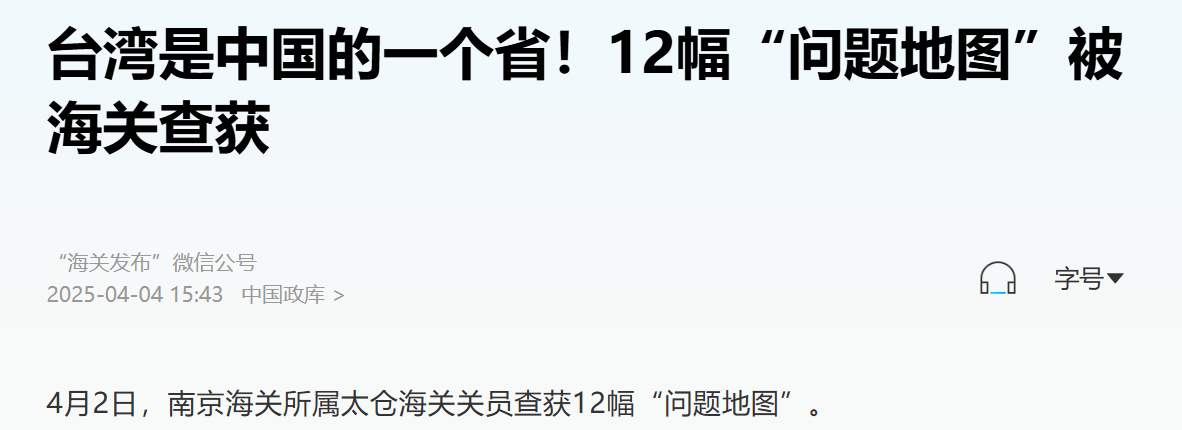 台湾是中国的一个省！12幅“问题地图”被
海关查获
“海关发布”微信公号
2025-04-04 15:43 中国政库 >
字号
4月2日，南京海关所属太仓海关关员查获12幅“问题地图”。